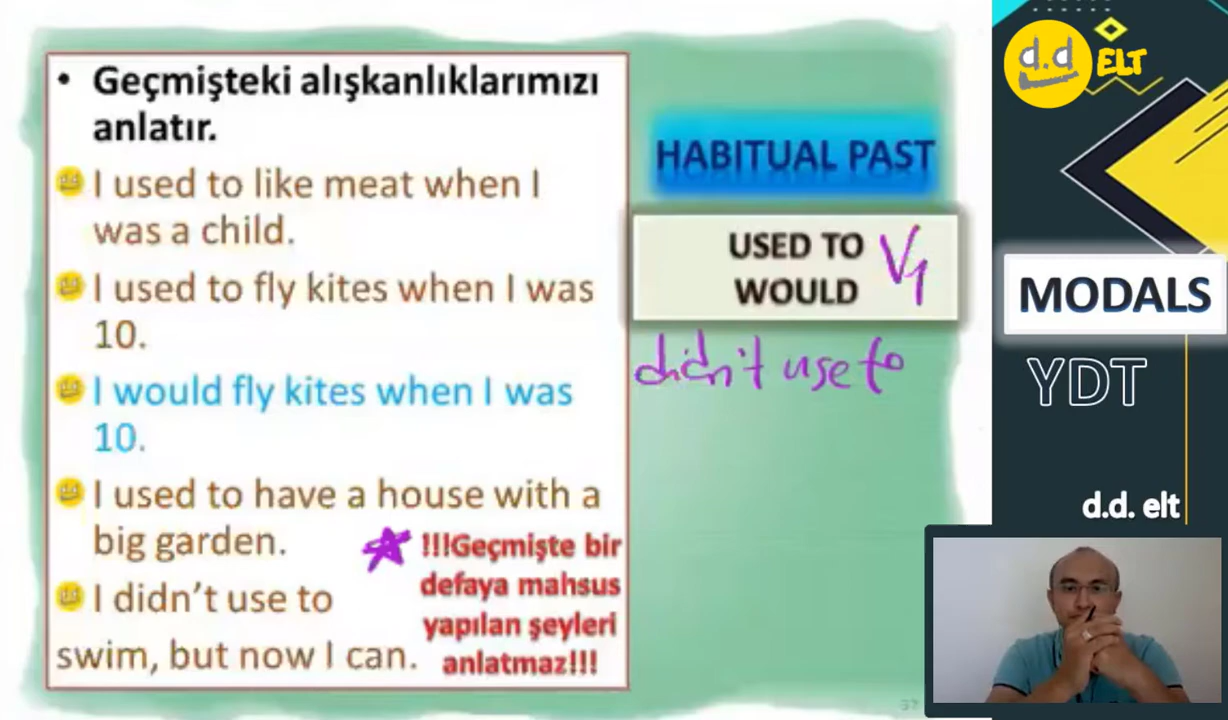 • Geçmişteki alışkanlıklarımızı
anlatır.
I used to like meat when I
was a child.
I used to fly kites when I was
10.
I would fly kites when I was
10.
I used to have a house with a
big garden.
I didn't use to
swim, but now I can.
!!!Geçmişte bir
defaya mahsus
yapılan şeyleri
anlatmaz!!!
HABITUAL PAST
USED TO
WOULD
V1
didn't use to
37
d.d
ELT
MODALS
YDT
d.d. elt